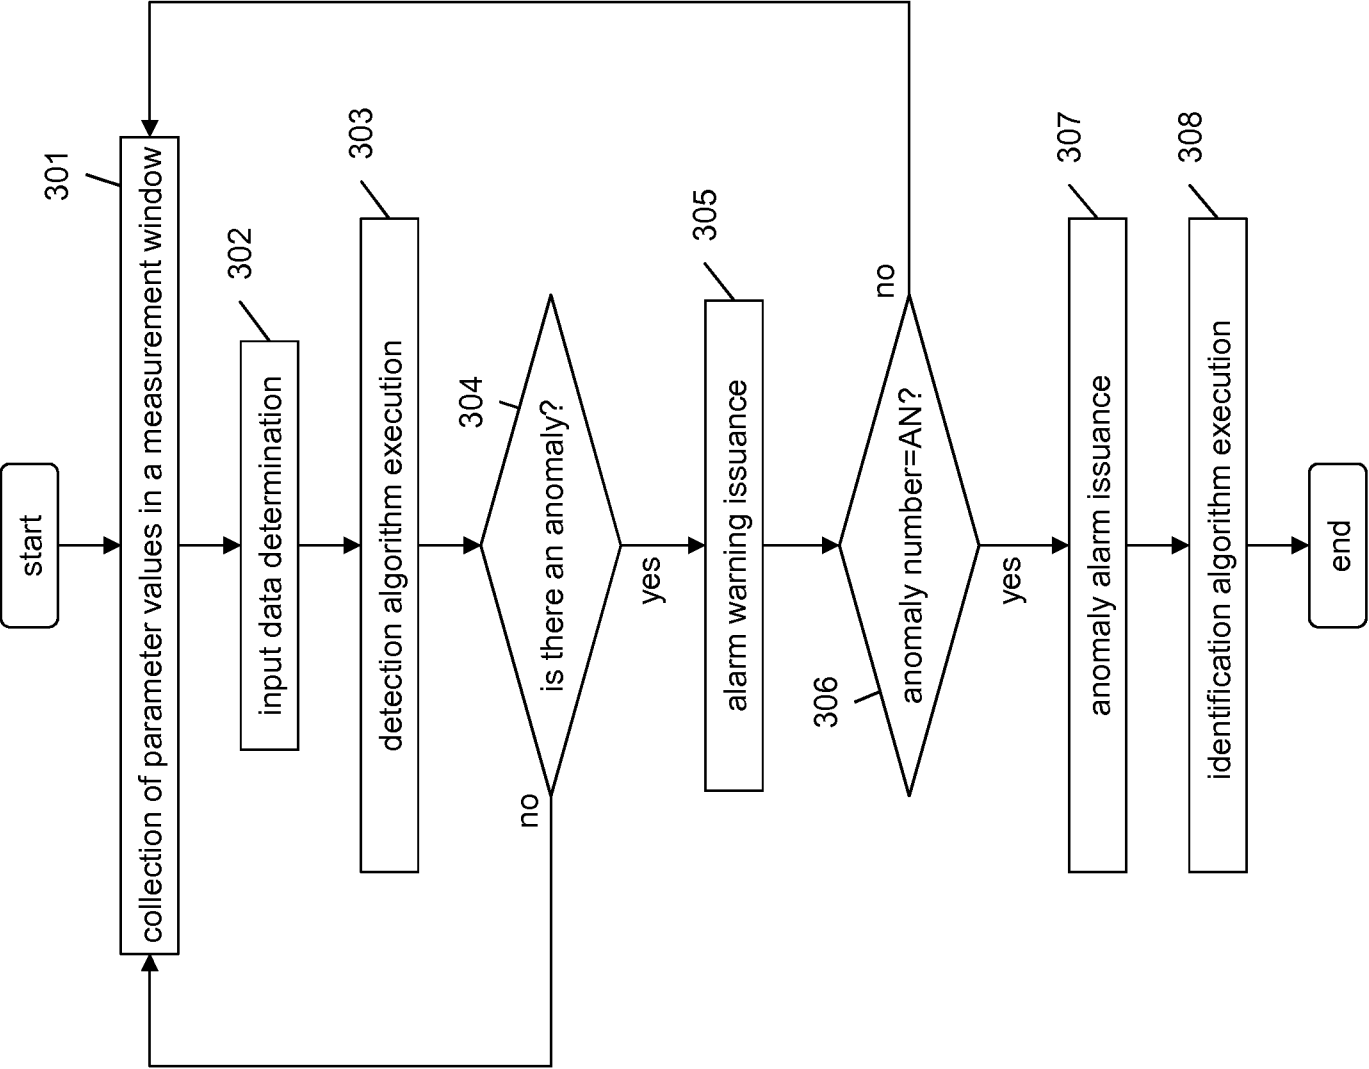 start
301
collection of parameter values in a measurement window
302
input data determination
303
detection algorithm execution
304
is there an anomaly?
no
yes
305
alarm warning issuance
306
anomaly number=AN?
no
yes
307
anomaly alarm issuance
308
identification algorithm execution
end